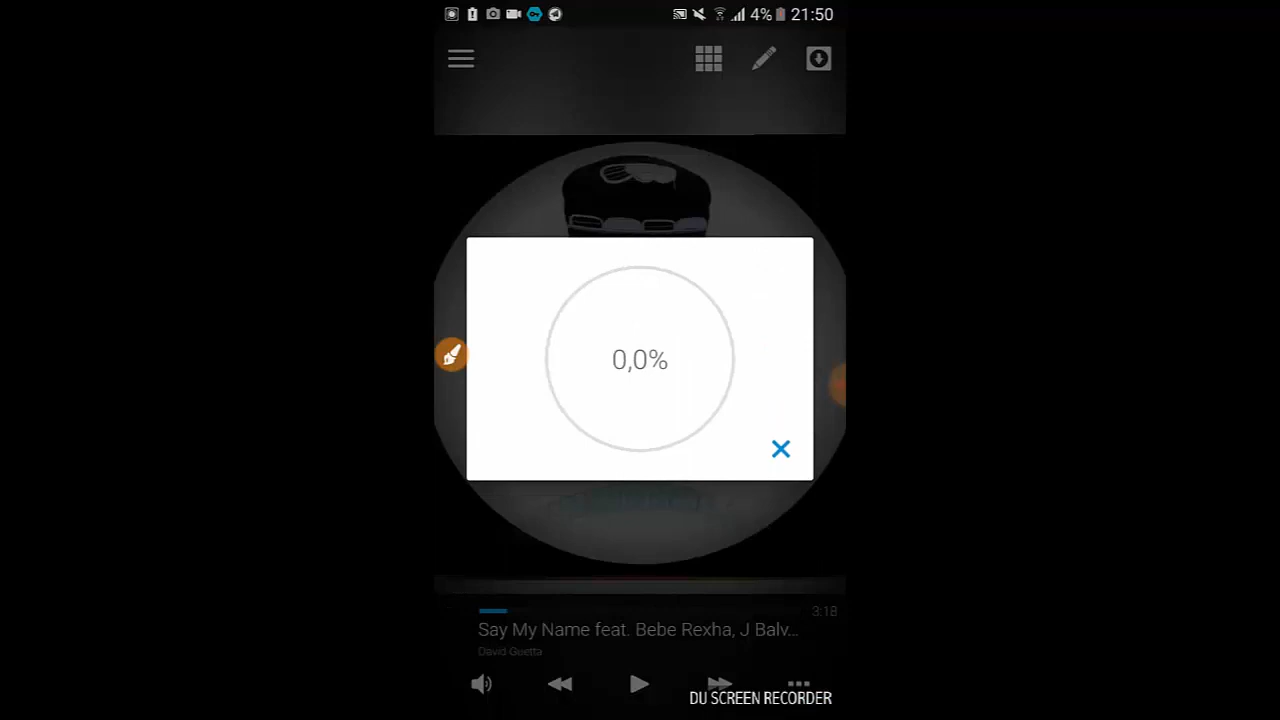 4% 21:50
0,0%
3:18
Say My Name feat. Bebe Rexha, J Balv...
David Guetta
DU SCREEN RECORDER